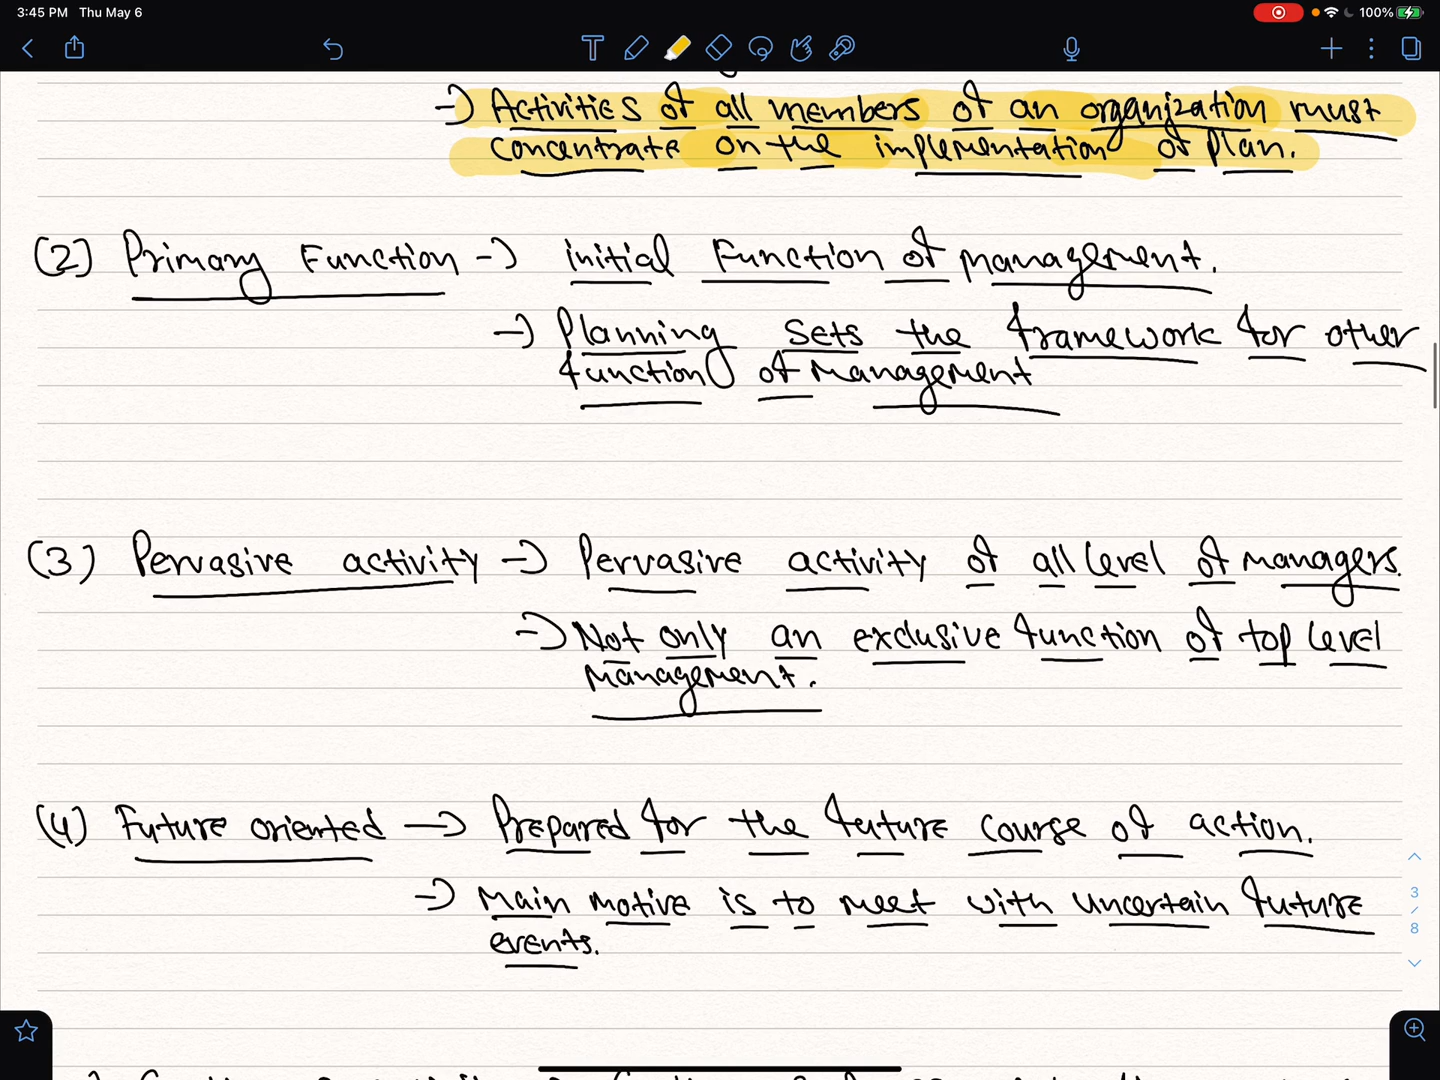 3:45 PM Thu May 6
100%
→ Activities of all members of an organization must
concentrate on the implementation of plan.
(2) Primary Function → initial Function of management.
→ Planning sets the framework for other
function of management
(3) Pervasive activity → Pervasive activity of all level of managers.
→ Not only an exclusive function of top level
management.
(4) Future oriented → Prepared for the future course of action.
→ Main motive is to meet with uncertain future
events.
3
/
8